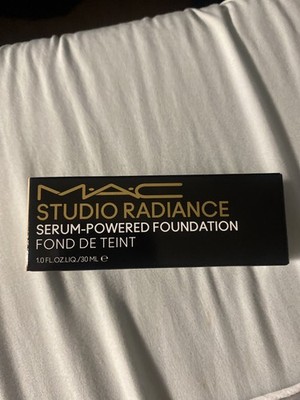 M·A·C
STUDIO RADIANCE
SERUM-POWERED FOUNDATION
FOND DE TEINT
1.0 FL.OZ.LIQ./30 ML ℮